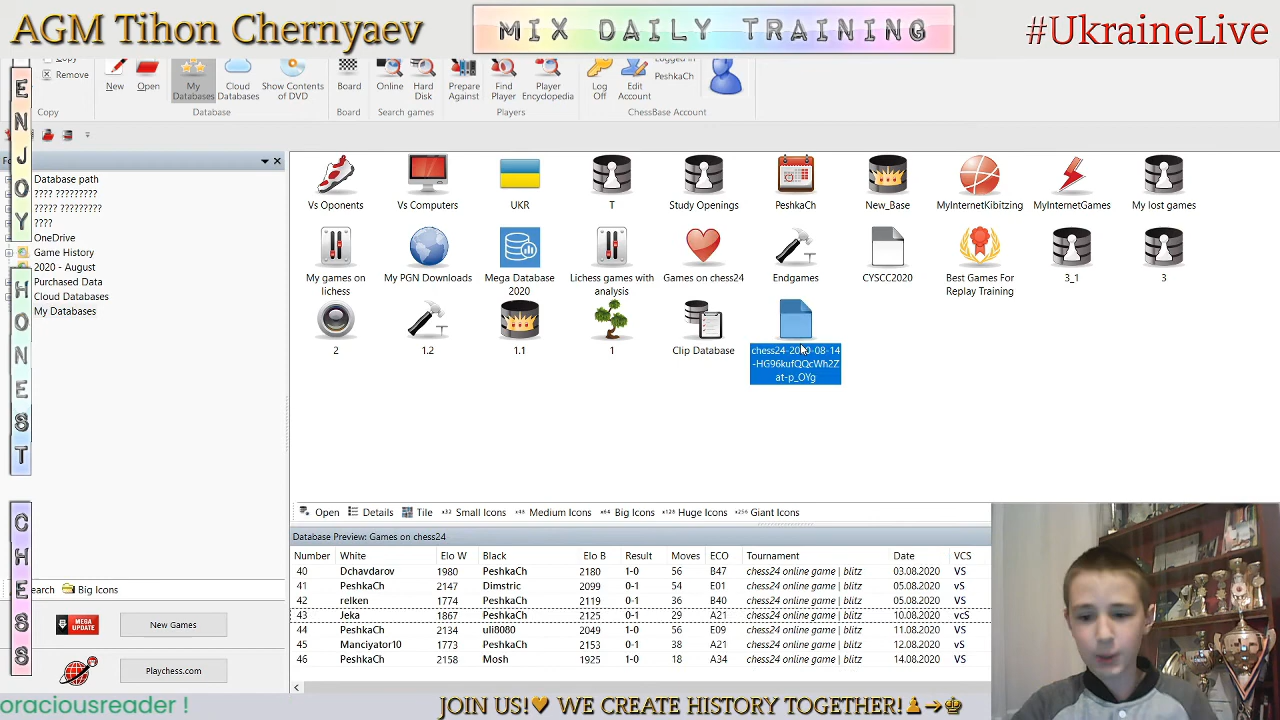 AGM Tihon Chernyaev
MIX DAILY TRAINING
#UkraineLive
ENJOY
HONEST
CHESS
Remove
Copy
New
Open
My Databases
Cloud Databases
Show Contents of DVD
Database
Board
Board
Online
Hard Disk
Search games
Prepare Against
Find Player
Player Encyclopedia
Players
Log Off
Edit Account
PeshkaCh
ChessBase Account
Database path
???? ?????????
????? ?????????
????
OneDrive
Game History
2020 - August
Purchased Data
Cloud Databases
My Databases
Vs Oponents
Vs Computers
UKR
T
Study Openings
PeshkaCh
New_Base
MyInternetKibitzing
MyInternetGames
My lost games
My games on lichess
My PGN Downloads
Mega Database 2020
Lichess games with analysis
Games on chess24
Endgames
CYSCC2020
Best Games For Replay Training
3_1
3
2
1.2
1.1
1
Clip Database
-HG96kufQQcWh2Z
at-p_OYg
Open Details Tile x32 Small Icons x48 Medium Icons x64 Big Icons x128 Huge Icons x256 Giant Icons
Database Preview: Games on chess24
Number White Elo W Black Elo B Result Moves ECO Tournament Date VCS
40 Dchavdarov 1980 PeshkaCh 2180 1-0 56 B47 chess24 online game | blitz 03.08.2020 VS
41 PeshkaCh 2147 Dimstric 2099 0-1 54 E01 chess24 online game | blitz 05.08.2020 VS
42 relken 1774 PeshkaCh 2119 0-1 36 B40 chess24 online game | blitz 05.08.2020 VS
43 Jeka 1867 PeshkaCh 2125 0-1 29 A21 chess24 online game | blitz 10.08.2020 vcS
44 PeshkaCh 2134 uli8080 2049 1-0 56 E09 chess24 online game | blitz 11.08.2020 VS
45 Manciyator10 1773 PeshkaCh 2153 0-1 38 A21 chess24 online game | blitz 12.08.2020 VS
46 PeshkaCh 2158 Mosh 1925 1-0 18 A34 chess24 online game | blitz 14.08.2020 VS
Big Icons
MEGA UPDATE
New Games
Playchess.com
oraciousreader !
JOIN US!♥ WE CREATE HISTORY TOGETHER!♟→♔